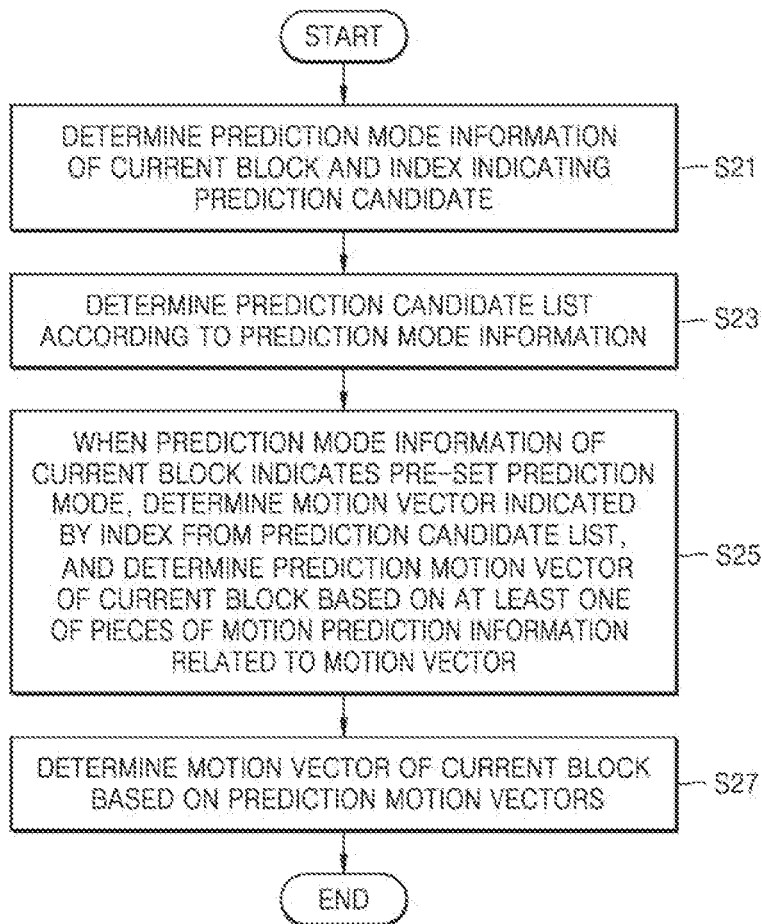 START
DETERMINE PREDICTION MODE INFORMATION
OF CURRENT BLOCK AND INDEX INDICATING
PREDICTION CANDIDATE
S21
DETERMINE PREDICTION CANDIDATE LIST
ACCORDING TO PREDICTION MODE INFORMATION
S23
WHEN PREDICTION MODE INFORMATION OF
CURRENT BLOCK INDICATES PRE-SET PREDICTION
MODE, DETERMINE MOTION VECTOR INDICATED
BY INDEX FROM PREDICTION CANDIDATE LIST,
AND DETERMINE PREDICTION MOTION VECTOR
OF CURRENT BLOCK BASED ON AT LEAST ONE
OF PIECES OF MOTION PREDICTION INFORMATION
RELATED TO MOTION VECTOR
S25
DETERMINE MOTION VECTOR OF CURRENT BLOCK
BASED ON PREDICTION MOTION VECTORS
S27
END